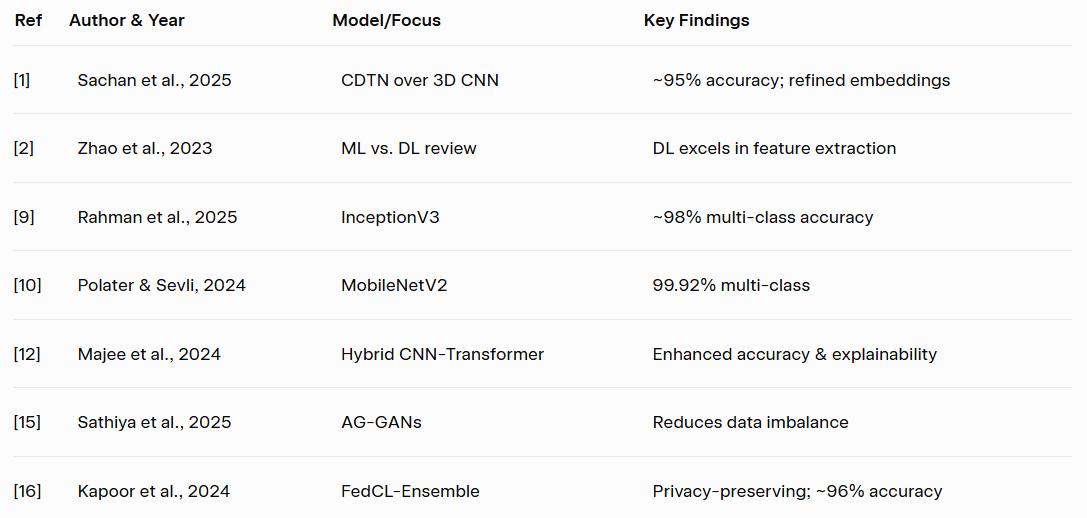 Ref Author & Year Model/Focus Key Findings
[1] Sachan et al., 2025 CDTN over 3D CNN ~95% accuracy; refined embeddings
[2] Zhao et al., 2023 ML vs. DL review DL excels in feature extraction
[9] Rahman et al., 2025 InceptionV3 ~98% multi-class accuracy
[10] Polater & Sevli, 2024 MobileNetV2 99.92% multi-class
[12] Majee et al., 2024 Hybrid CNN-Transformer Enhanced accuracy & explainability
[15] Sathiya et al., 2025 AG-GANs Reduces data imbalance
[16] Kapoor et al., 2024 FedCL-Ensemble Privacy-preserving; ~96% accuracy